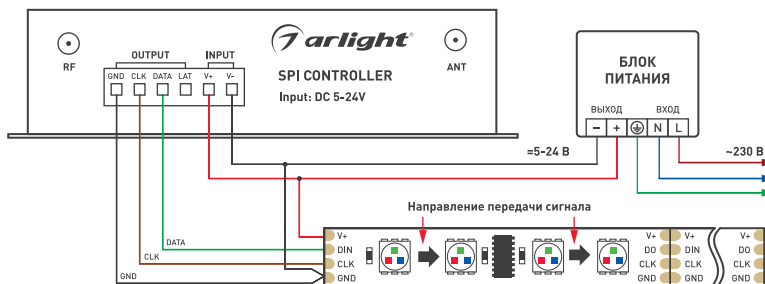 arlight®
RF
OUTPUT
INPUT
GND CLK DATA LAT V+ V–
SPI CONTROLLER
Input: DC 5-24V
ANT
БЛОК
ПИТАНИЯ
ВЫХОД ВХОД
– + N L
=5-24 В
~230 В
Направление передачи сигнала
DATA
CLK
GND
V+ V+ V+ V+
DIN DO DIN DO
CLK CLK CLK CLK
GND GND GND GND